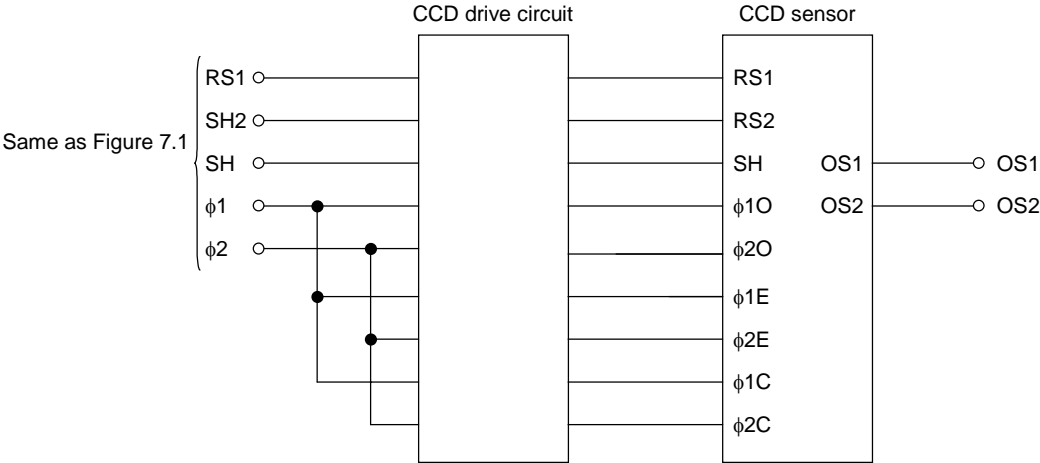 CCD drive circuit
CCD sensor
Same as Figure 7.1
RS1
SH2
SH
ϕ1
ϕ2
RS1
RS2
SH
ϕ1O
ϕ2O
ϕ1E
ϕ2E
ϕ1C
ϕ2C
OS1
OS2
OS1
OS2